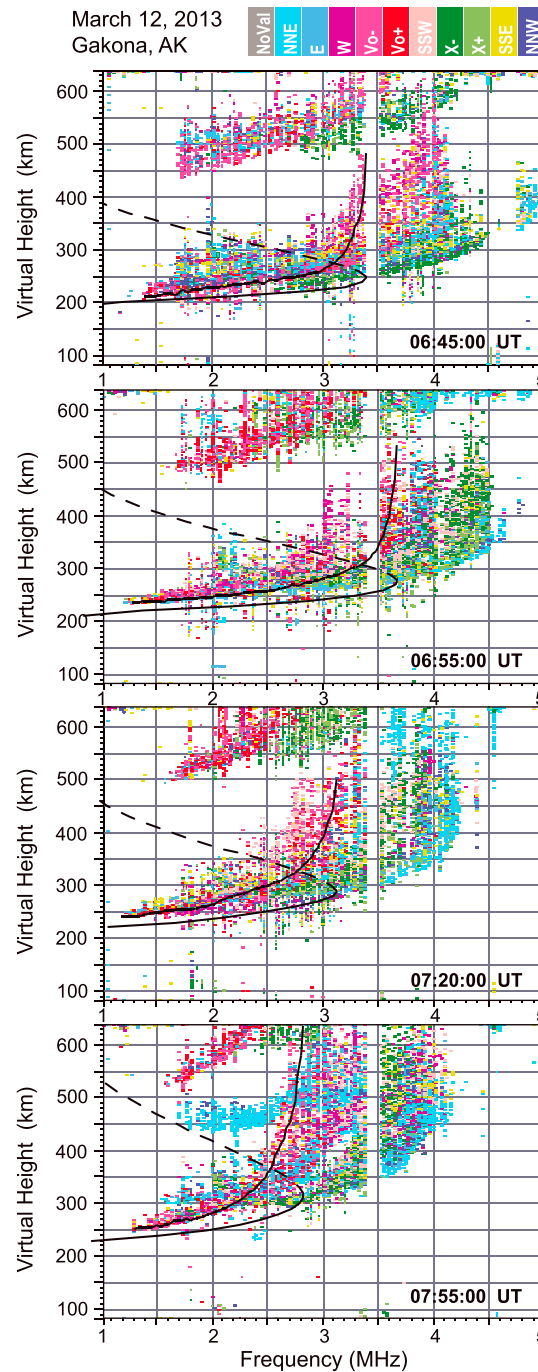 March 12, 2013
Gakona, AK
NoVal NNE E W Vo- Vo+ SSW X- X+ SSE NNW
Virtual Height (km)
600
500
400
300
200
100
06:45:00 UT
1 2 3 4 5
Virtual Height (km)
600
500
400
300
200
100
06:55:00 UT
1 2 3 4 5
Virtual Height (km)
600
500
400
300
200
100
07:20:00 UT
1 2 3 4 5
Virtual Height (km)
600
500
400
300
200
100
07:55:00 UT
1 2 3 4 5
Frequency (MHz)